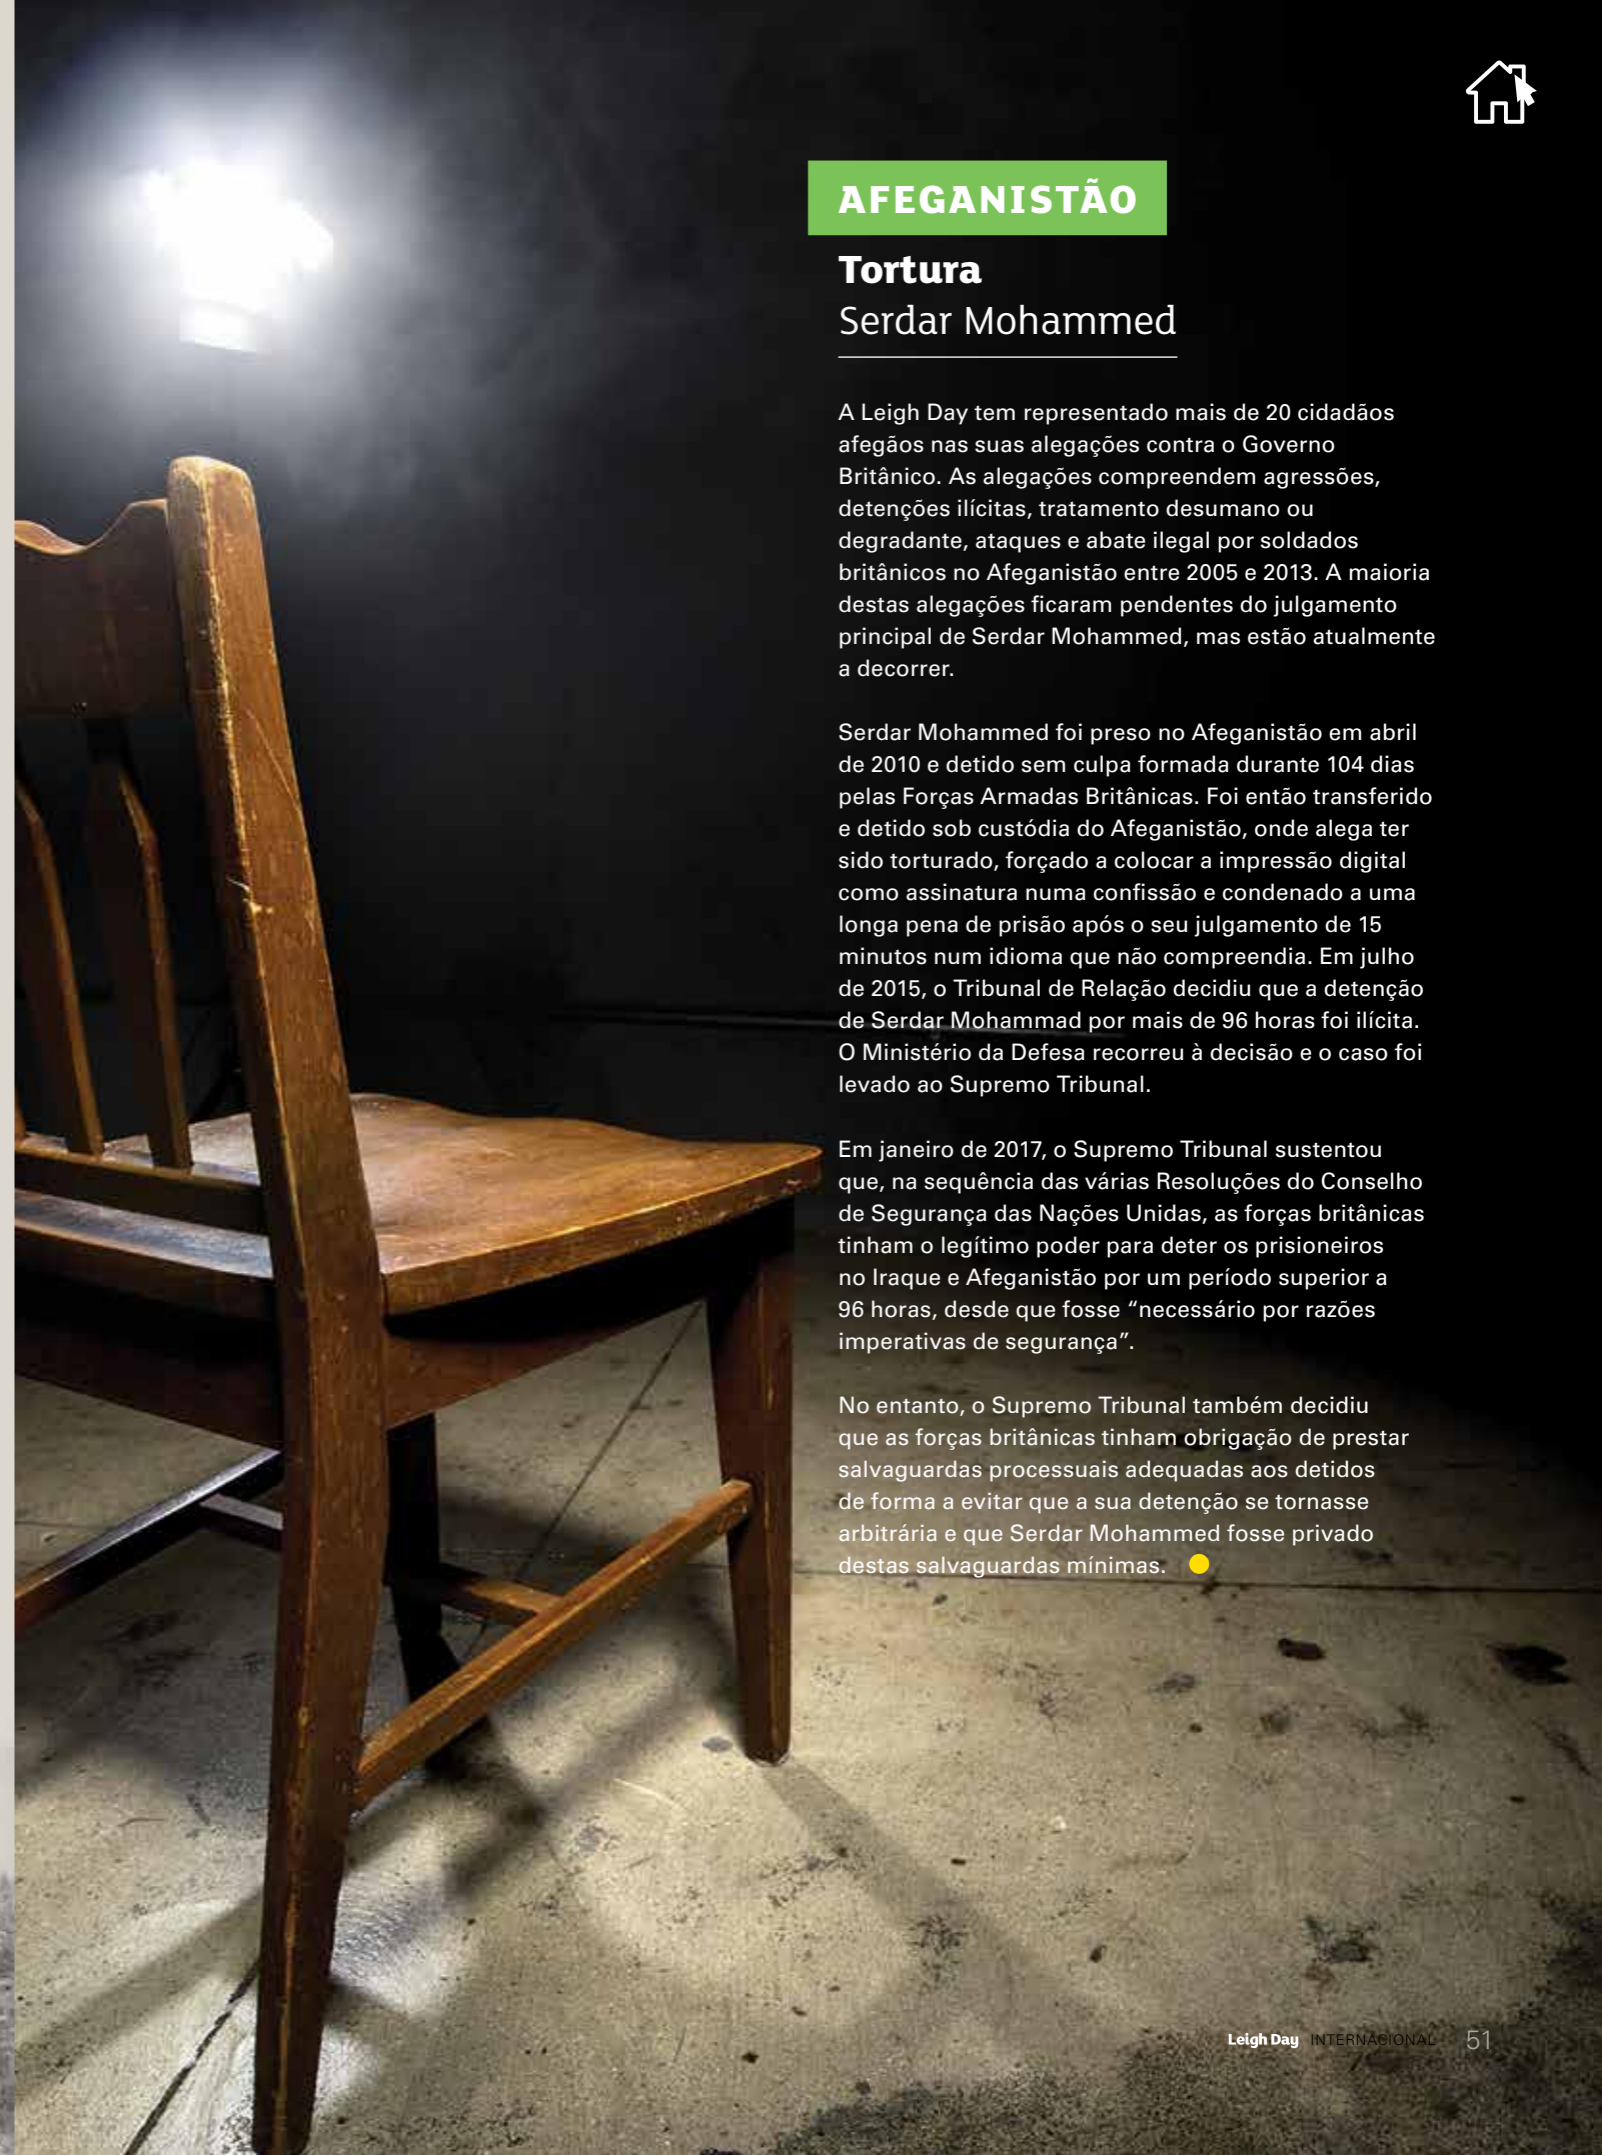 AFEGANISTÃO
Tortura
Serdar Mohammed
A Leigh Day tem representado mais de 20 cidadãos
afegãos nas suas alegações contra o Governo
Britânico. As alegações compreendem agressões,
detenções ilícitas, tratamento desumano ou
degradante, ataques e abate ilegal por soldados
britânicos no Afeganistão entre 2005 e 2013. A maioria
destas alegações ficaram pendentes do julgamento
principal de Serdar Mohammed, mas estão atualmente
a decorrer.
Serdar Mohammed foi preso no Afeganistão em abril
de 2010 e detido sem culpa formada durante 104 dias
pelas Forças Armadas Britânicas. Foi então transferido
e detido sob custódia do Afeganistão, onde alega ter
sido torturado, forçado a colocar a impressão digital
como assinatura numa confissão e condenado a uma
longa pena de prisão após o seu julgamento de 15
minutos num idioma que não compreendia. Em julho
de 2015, o Tribunal de Relação decidiu que a detenção
de Serdar Mohammad por mais de 96 horas foi ilícita.
O Ministério da Defesa recorreu à decisão e o caso foi
levado ao Supremo Tribunal.
Em janeiro de 2017, o Supremo Tribunal sustentou
que, na sequência das várias Resoluções do Conselho
de Segurança das Nações Unidas, as forças britânicas
tinham o legítimo poder para deter os prisioneiros
no Iraque e Afeganistão por um período superior a
96 horas, desde que fosse “necessário por razões
imperativas de segurança”.
No entanto, o Supremo Tribunal também decidiu
que as forças britânicas tinham obrigação de prestar
salvaguardas processuais adequadas aos detidos
de forma a evitar que a sua detenção se tornasse
arbitrária e que Serdar Mohammed fosse privado
destas salvaguardas mínimas.
Leigh Day INTERNACIONAL 51